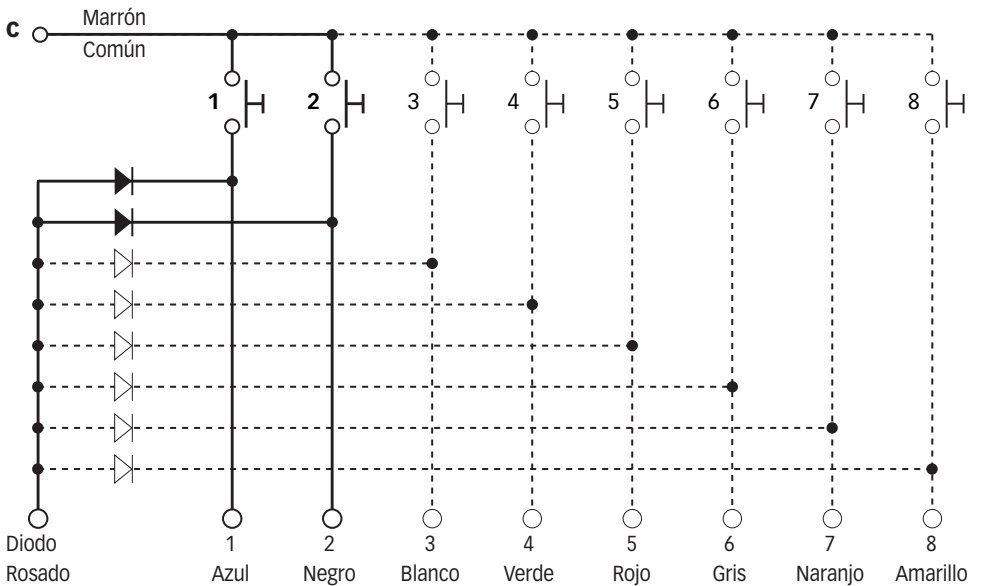 Marrón
C
Común
1 2 3 4 5 6 7 8
Diodo 1 2 3 4 5 6 7 8
Rosado Azul Negro Blanco Verde Rojo Gris Naranjo Amarillo